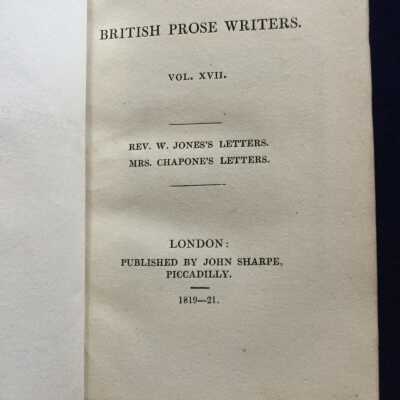 BRITISH PROSE WRITERS.
VOL. XVII.
REV. W. JONES'S LETTERS.
MRS. CHAPONE'S LETTERS.
LONDON:
PUBLISHED BY JOHN SHARPE,
PICCADILLY.
1819—21.